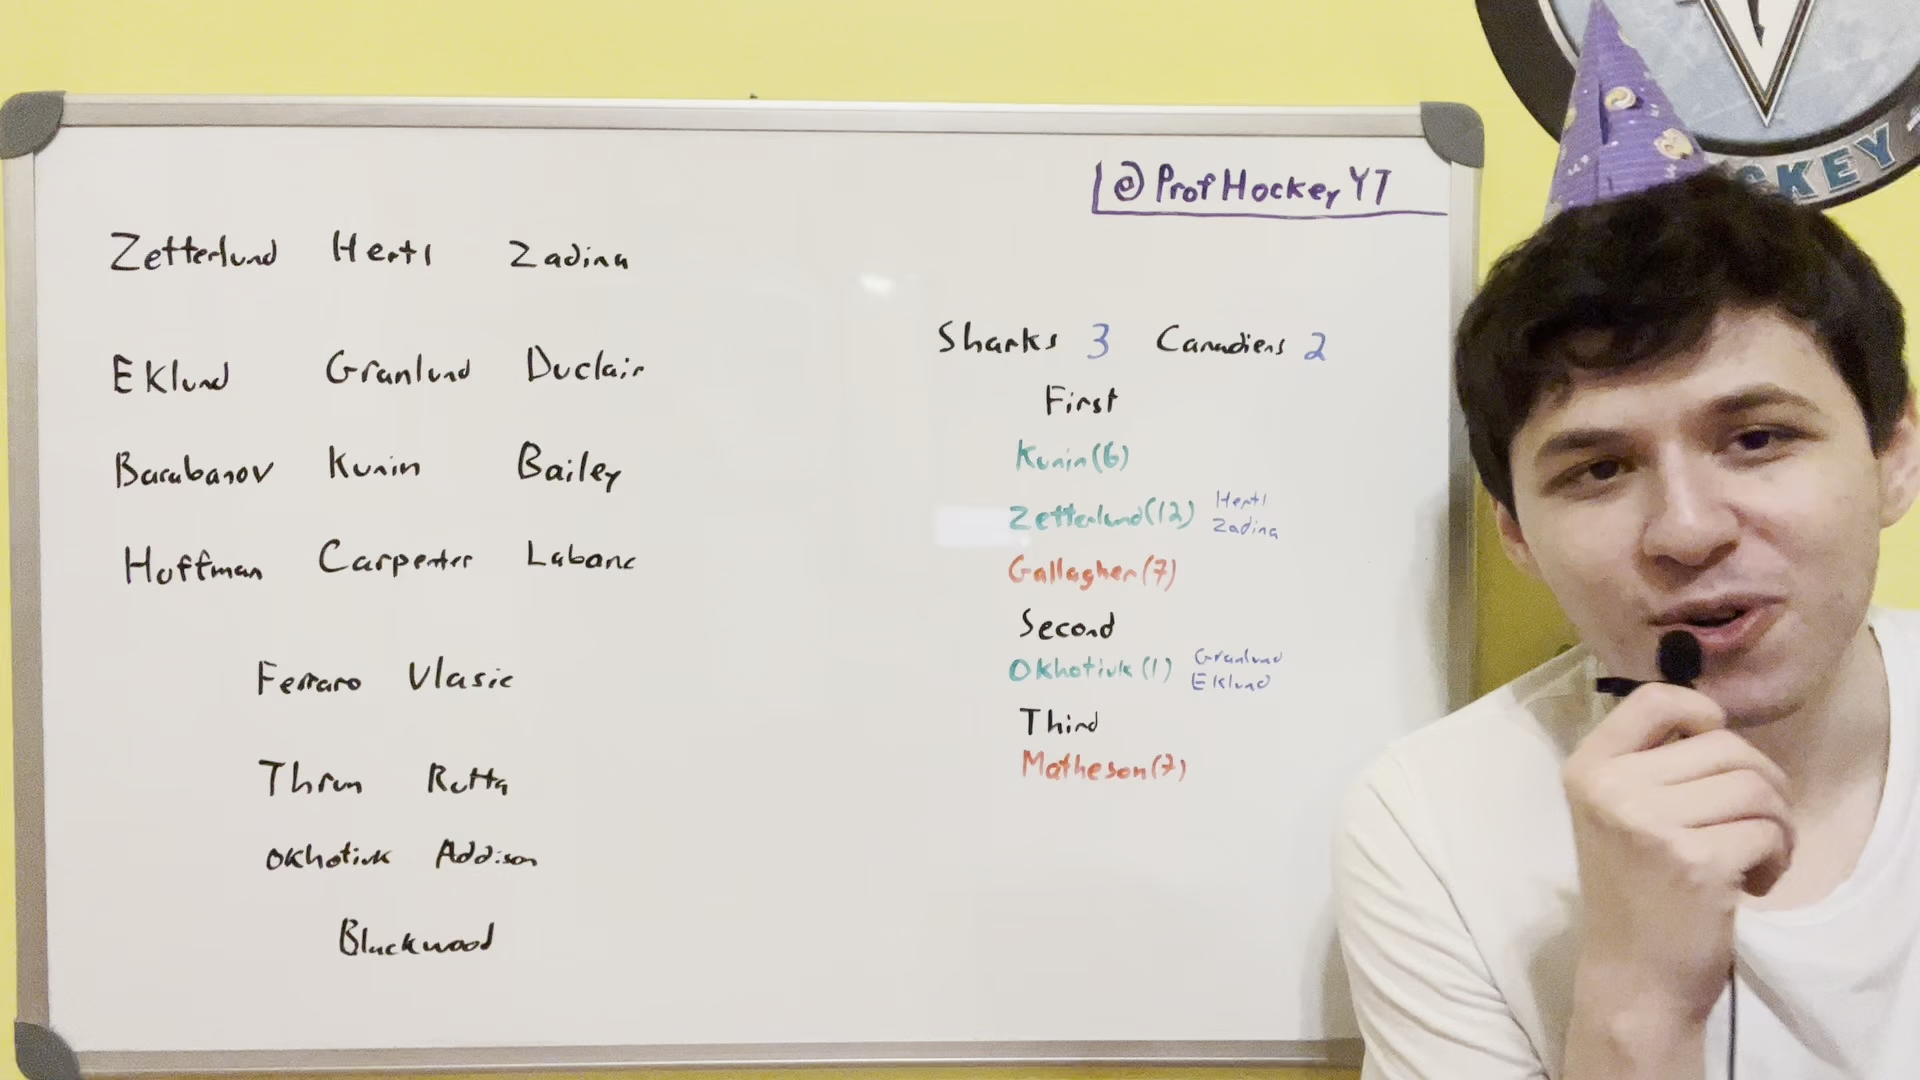 @ProfHockeyYT
CKEY
Zetterlund Hertl Zadina
Eklund Granlund Duclair
Barabanov Kunin Bailey
Hoffman Carpenter Labanc
Ferraro Vlasic
Thrun Rutta
Okhotiuk Addison
Blackwood
Sharks 3 Canadiens 2
First
Kunin(6)
Zetterlund(12) Hertl
Zadina
Gallagher(7)
Second
Okhotiuk(1) Granlund
Eklund
Third
Matheson(7)